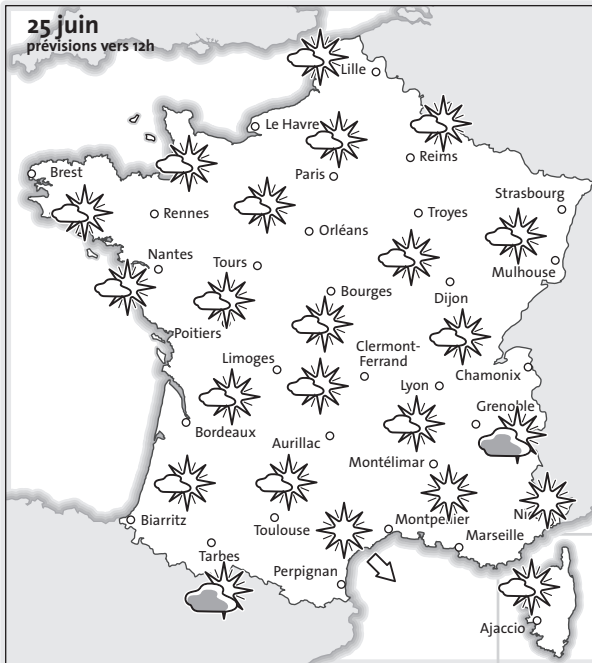 25 juin
prévisions vers 12h
Lille
Le Havre
Reims
Brest
Paris
Strasbourg
Rennes
Troyes
Orléans
Nantes
Tours
Mulhouse
Bourges
Dijon
Poitiers
Clermont-
Ferrand
Limoges
Chamonix
Lyon
Grenoble
Bordeaux
Aurillac
Montélimar
Biarritz
Toulouse
Montpellier
Marseille
Tarbes
Perpignan
Ajaccio